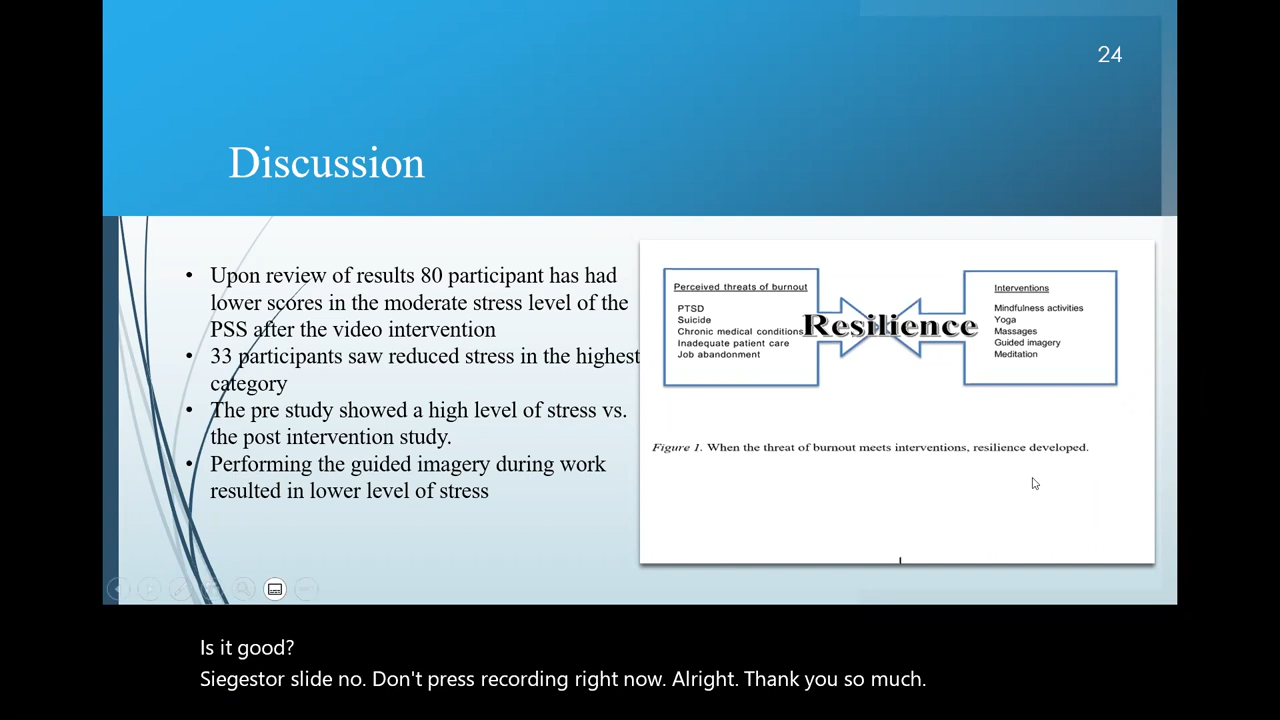 24
Discussion
• Upon review of results 80 participant has had
lower scores in the moderate stress level of the
PSS after the video intervention
• 33 participants saw reduced stress in the highest
category
• The pre study showed a high level of stress vs.
the post intervention study.
• Performing the guided imagery during work
resulted in lower level of stress
Perceived threats of burnout
PTSD
Suicide
Chronic medical conditions
Inadequate patient care
Job abandonment
Resilience
Interventions
Mindfulness activities
Yoga
Massages
Guided imagery
Meditation
Figure 1. When the threat of burnout meets interventions, resilience developed.
Is it good?
Siegestor slide no. Don't press recording right now. Alright. Thank you so much.